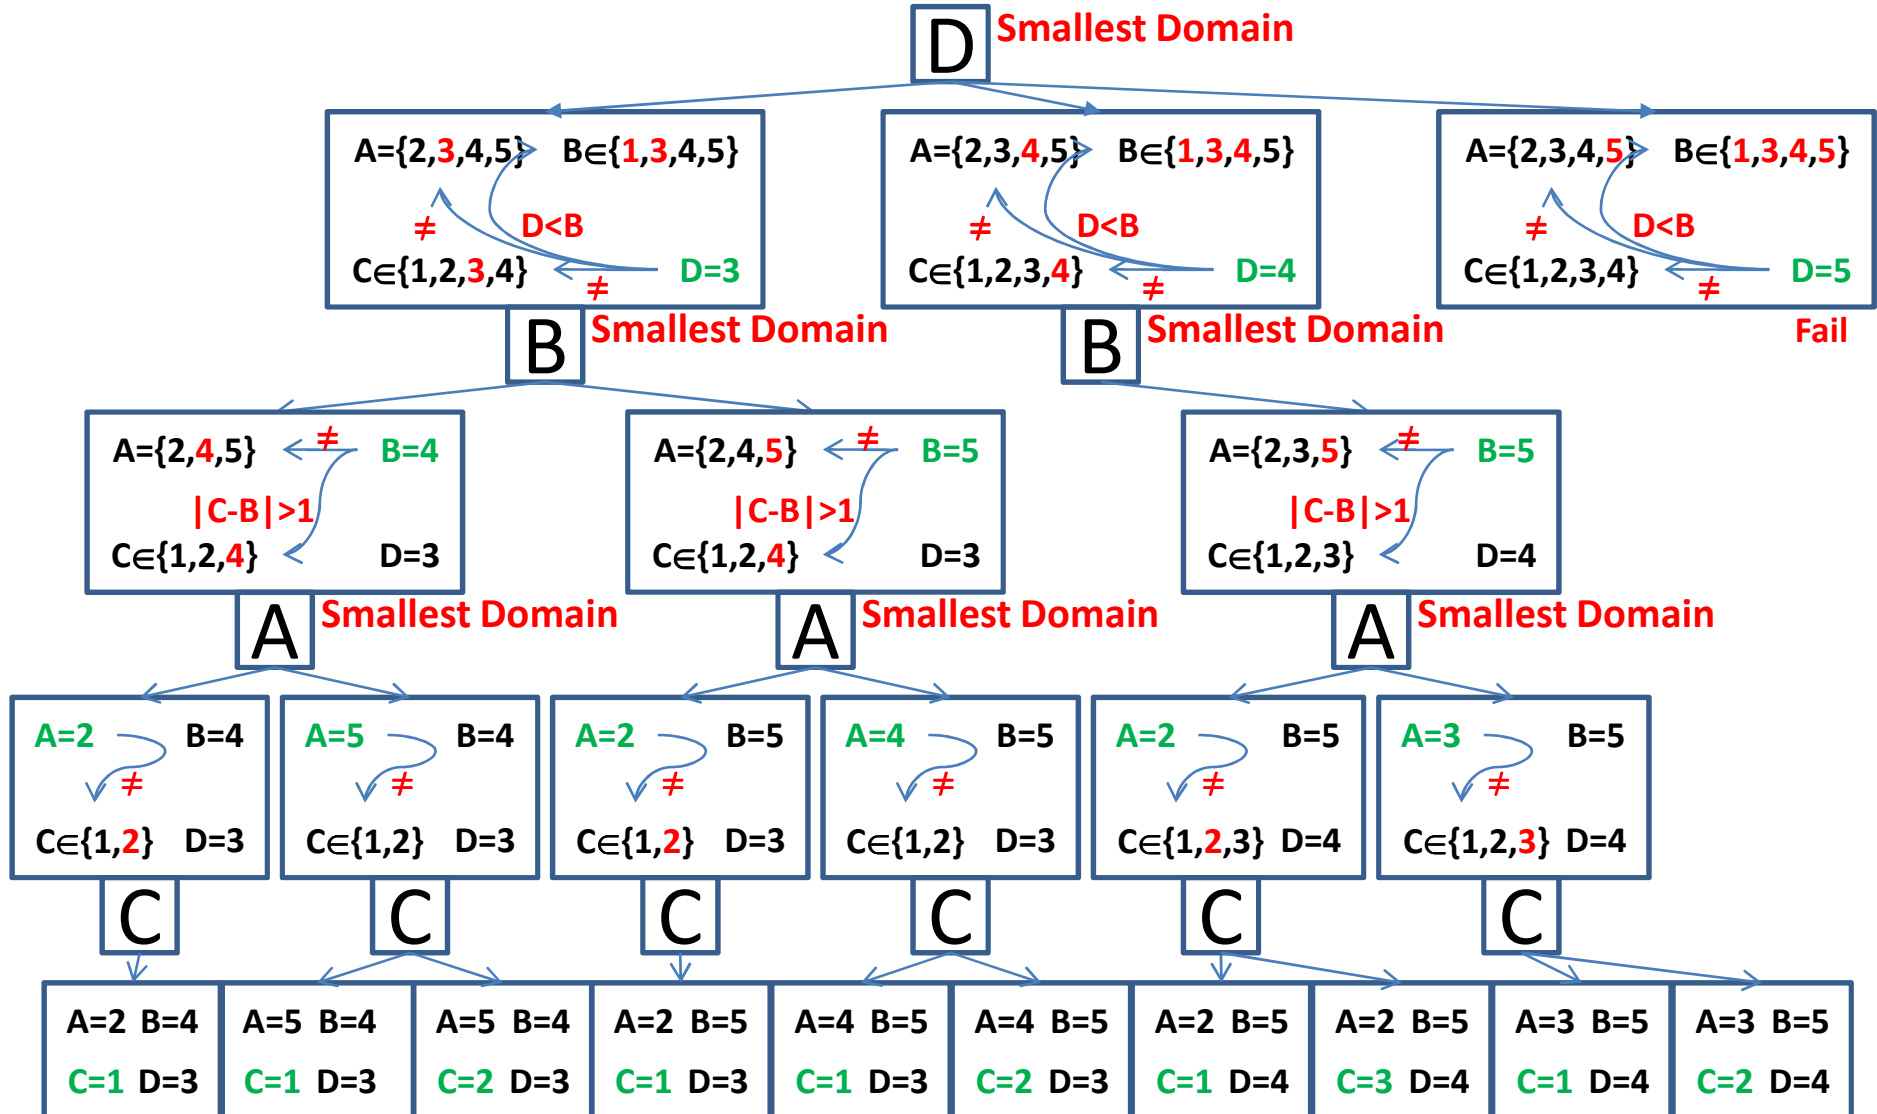 D Smallest Domain
A={2,3,4,5} B∈{1,3,4,5}
≠ D<B
C∈{1,2,3,4} D=3
≠
A={2,3,4,5} B∈{1,3,4,5}
≠ D<B
C∈{1,2,3,4} D=4
≠
A={2,3,4,5} B∈{1,3,4,5}
≠ D<B
C∈{1,2,3,4} D=5
≠
B Smallest Domain
B Smallest Domain
Fail
A={2,4,5} ≠ B=4
|C-B|>1
C∈{1,2,4} D=3
A={2,4,5} ≠ B=5
|C-B|>1
C∈{1,2,4} D=3
A={2,3,5} ≠ B=5
|C-B|>1
C∈{1,2,3} D=4
A Smallest Domain
A Smallest Domain
A Smallest Domain
A=2 B=4
≠
C∈{1,2} D=3
A=5 B=4
≠
C∈{1,2} D=3
A=2 B=5
≠
C∈{1,2} D=3
A=4 B=5
≠
C∈{1,2} D=3
A=2 B=5
≠
C∈{1,2,3} D=4
A=3 B=5
≠
C∈{1,2,3} D=4
C
C
C
C
C
C
A=2 B=4
C=1 D=3
A=5 B=4
C=1 D=3
A=5 B=4
C=2 D=3
A=2 B=5
C=1 D=3
A=4 B=5
C=1 D=3
A=4 B=5
C=2 D=3
A=2 B=5
C=1 D=4
A=2 B=5
C=3 D=4
A=3 B=5
C=1 D=4
A=3 B=5
C=2 D=4